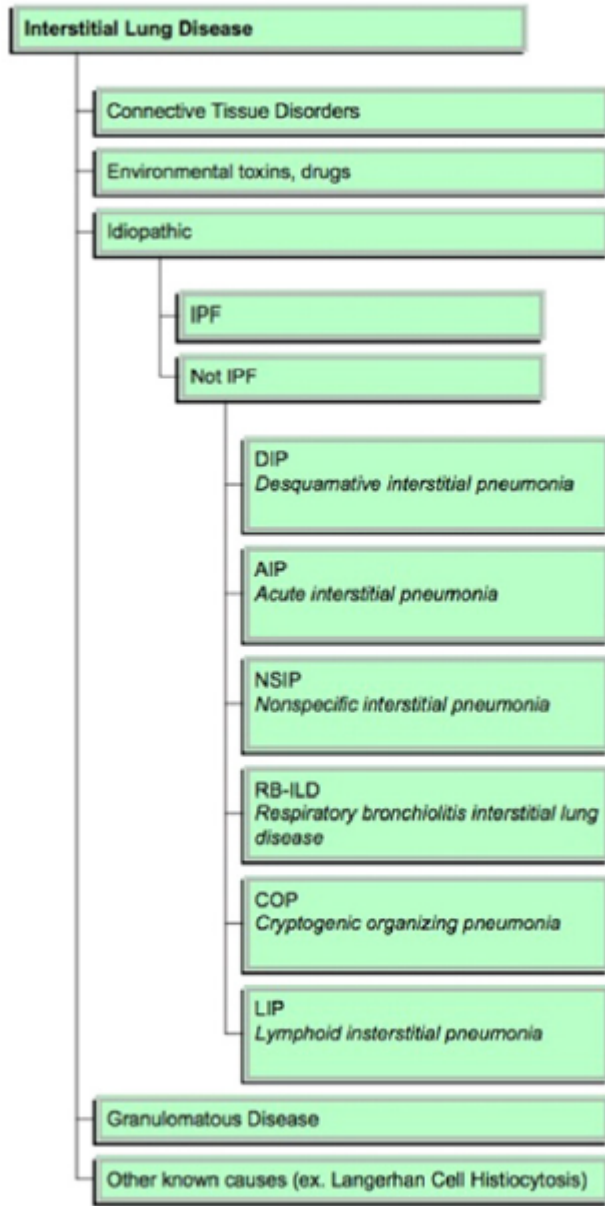 Interstitial Lung Disease
Connective Tissue Disorders
Environmental toxins, drugs
Idiopathic
IPF
Not IPF
DIP
Desquamative interstitial pneumonia
AIP
Acute interstitial pneumonia
NSIP
Nonspecific interstitial pneumonia
RB-ILD
Respiratory bronchiolitis interstitial lung
disease
COP
Cryptogenic organizing pneumonia
LIP
Lymphoid insterstitial pneumonia
Granulomatous Disease
Other known causes (ex. Langerhan Cell Histiocytosis)